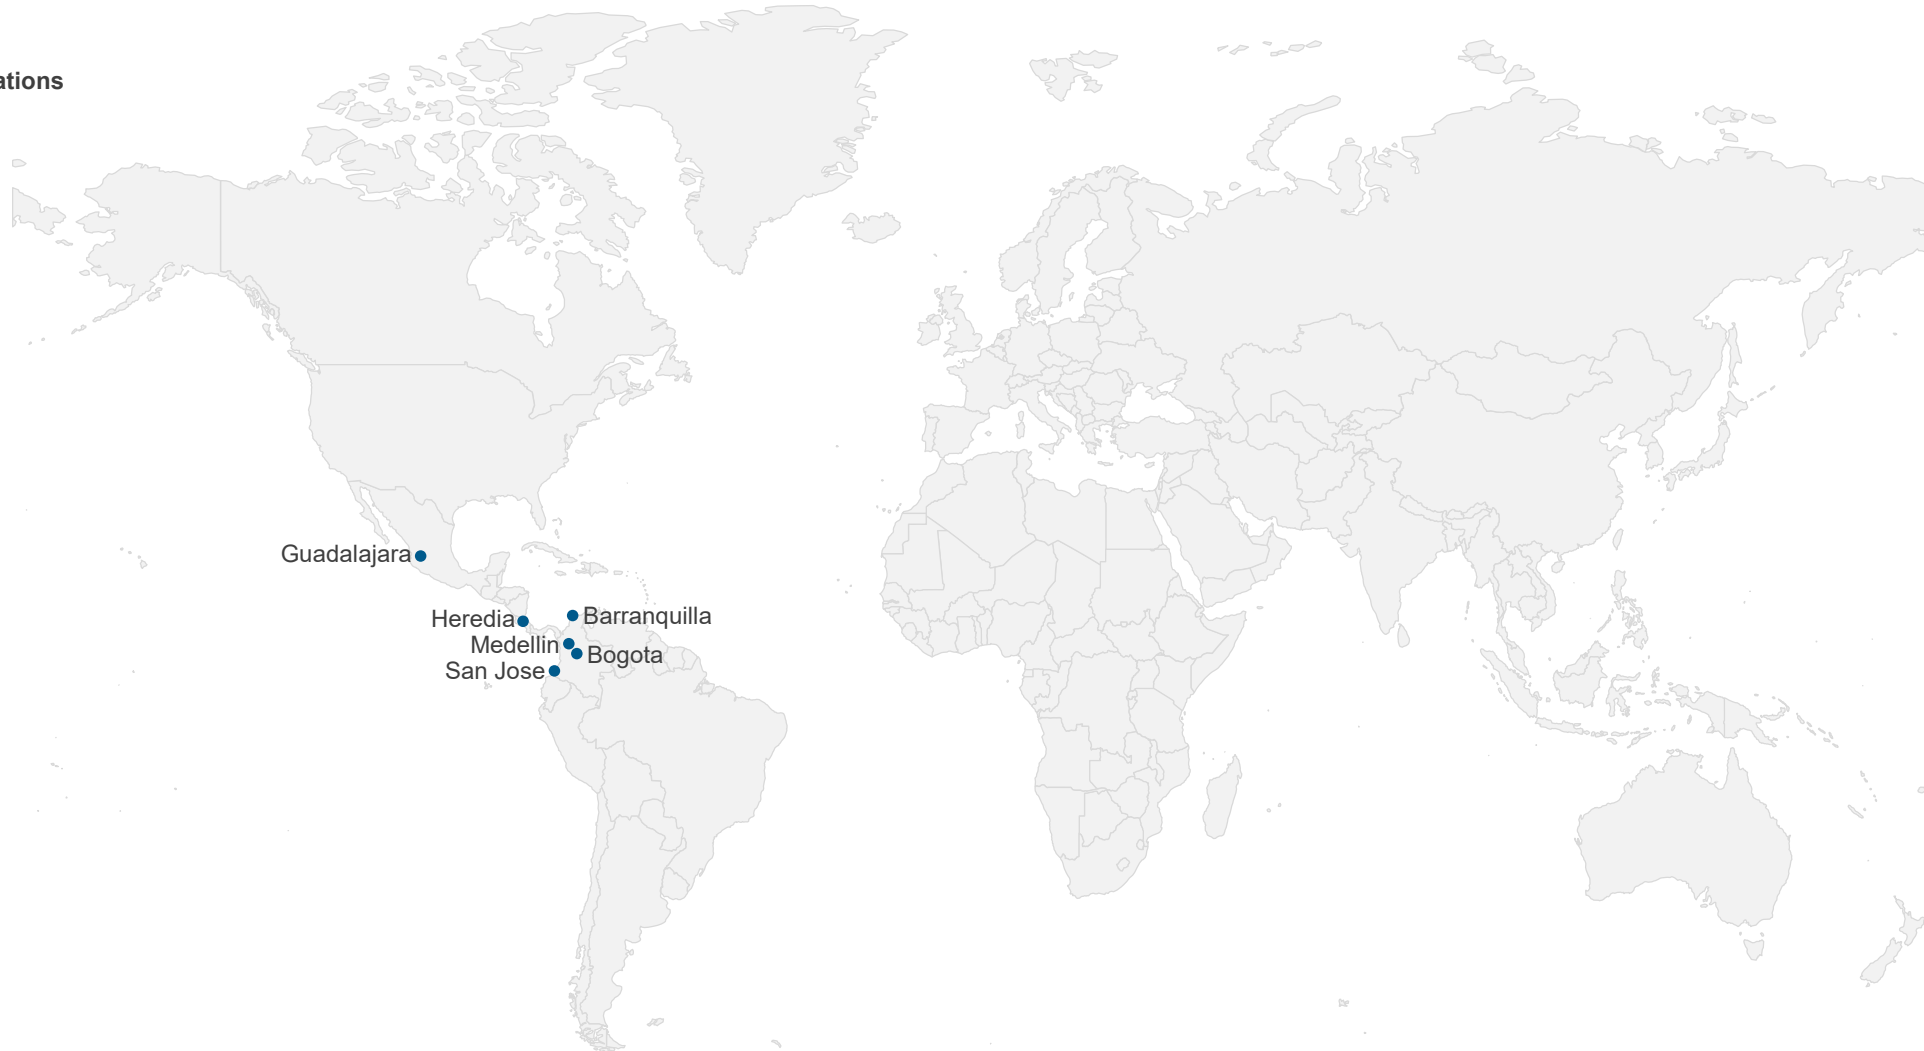 ations
Guadalajara
Heredia
Barranquilla
Medellin
Bogota
San Jose